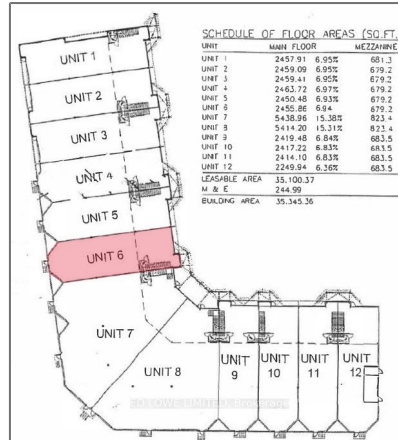 SCHEDULE OF FLOOR AREAS (SQ.FT.
UNIT MAIN FLOOR MEZZANINE
UNIT 1 2457.91 6.95% 681.3
UNIT 2 2459.09 6.95% 679.2
UNIT 3 2459.41 6.95% 679.2
UNIT 4 2463.72 6.97% 679.2
UNIT 5 2450.48 6.93% 679.2
UNIT 6 2455.86 6.94 679.2
UNIT 7 5438.96 15.38% 823.4
UNIT 8 5414.20 15.31% 823.4
UNIT 9 2419.48 6.84% 683.5
UNIT 10 2417.22 6.83% 683.5
UNIT 11 2414.10 6.83% 683.5
UNIT 12 2249.94 6.36% 683.5
LEASABLE AREA 35,100.37
M & E 244.99
BUILDING AREA 35,345.36
UNIT 1
UNIT 2
UNIT 3
UNIT 4
UNIT 5
UNIT 6
UNIT 7
UNIT 8
UNIT 9
UNIT 10
UNIT 11
UNIT 12